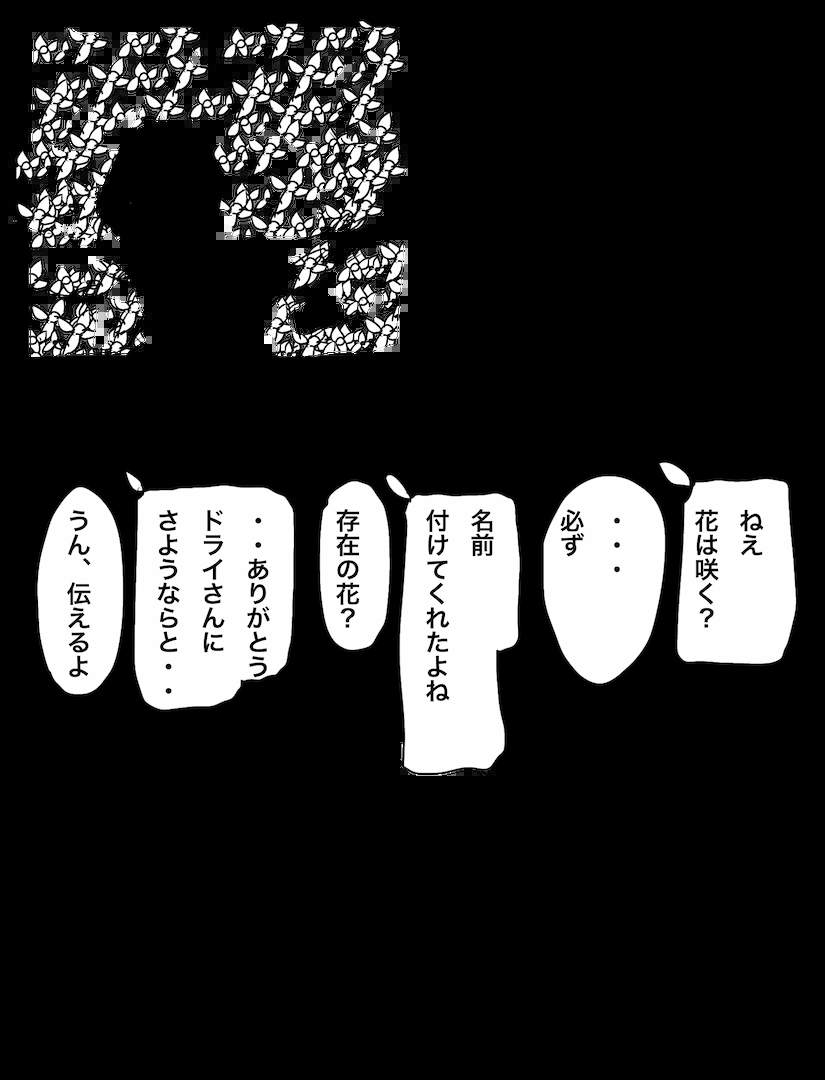 ねえ
花は咲く？
・・・
必ず
名前
付けてくれたよね
存在の花？
・・ありがとう
ドライさんに
さようならと・・
うん、伝えるよ